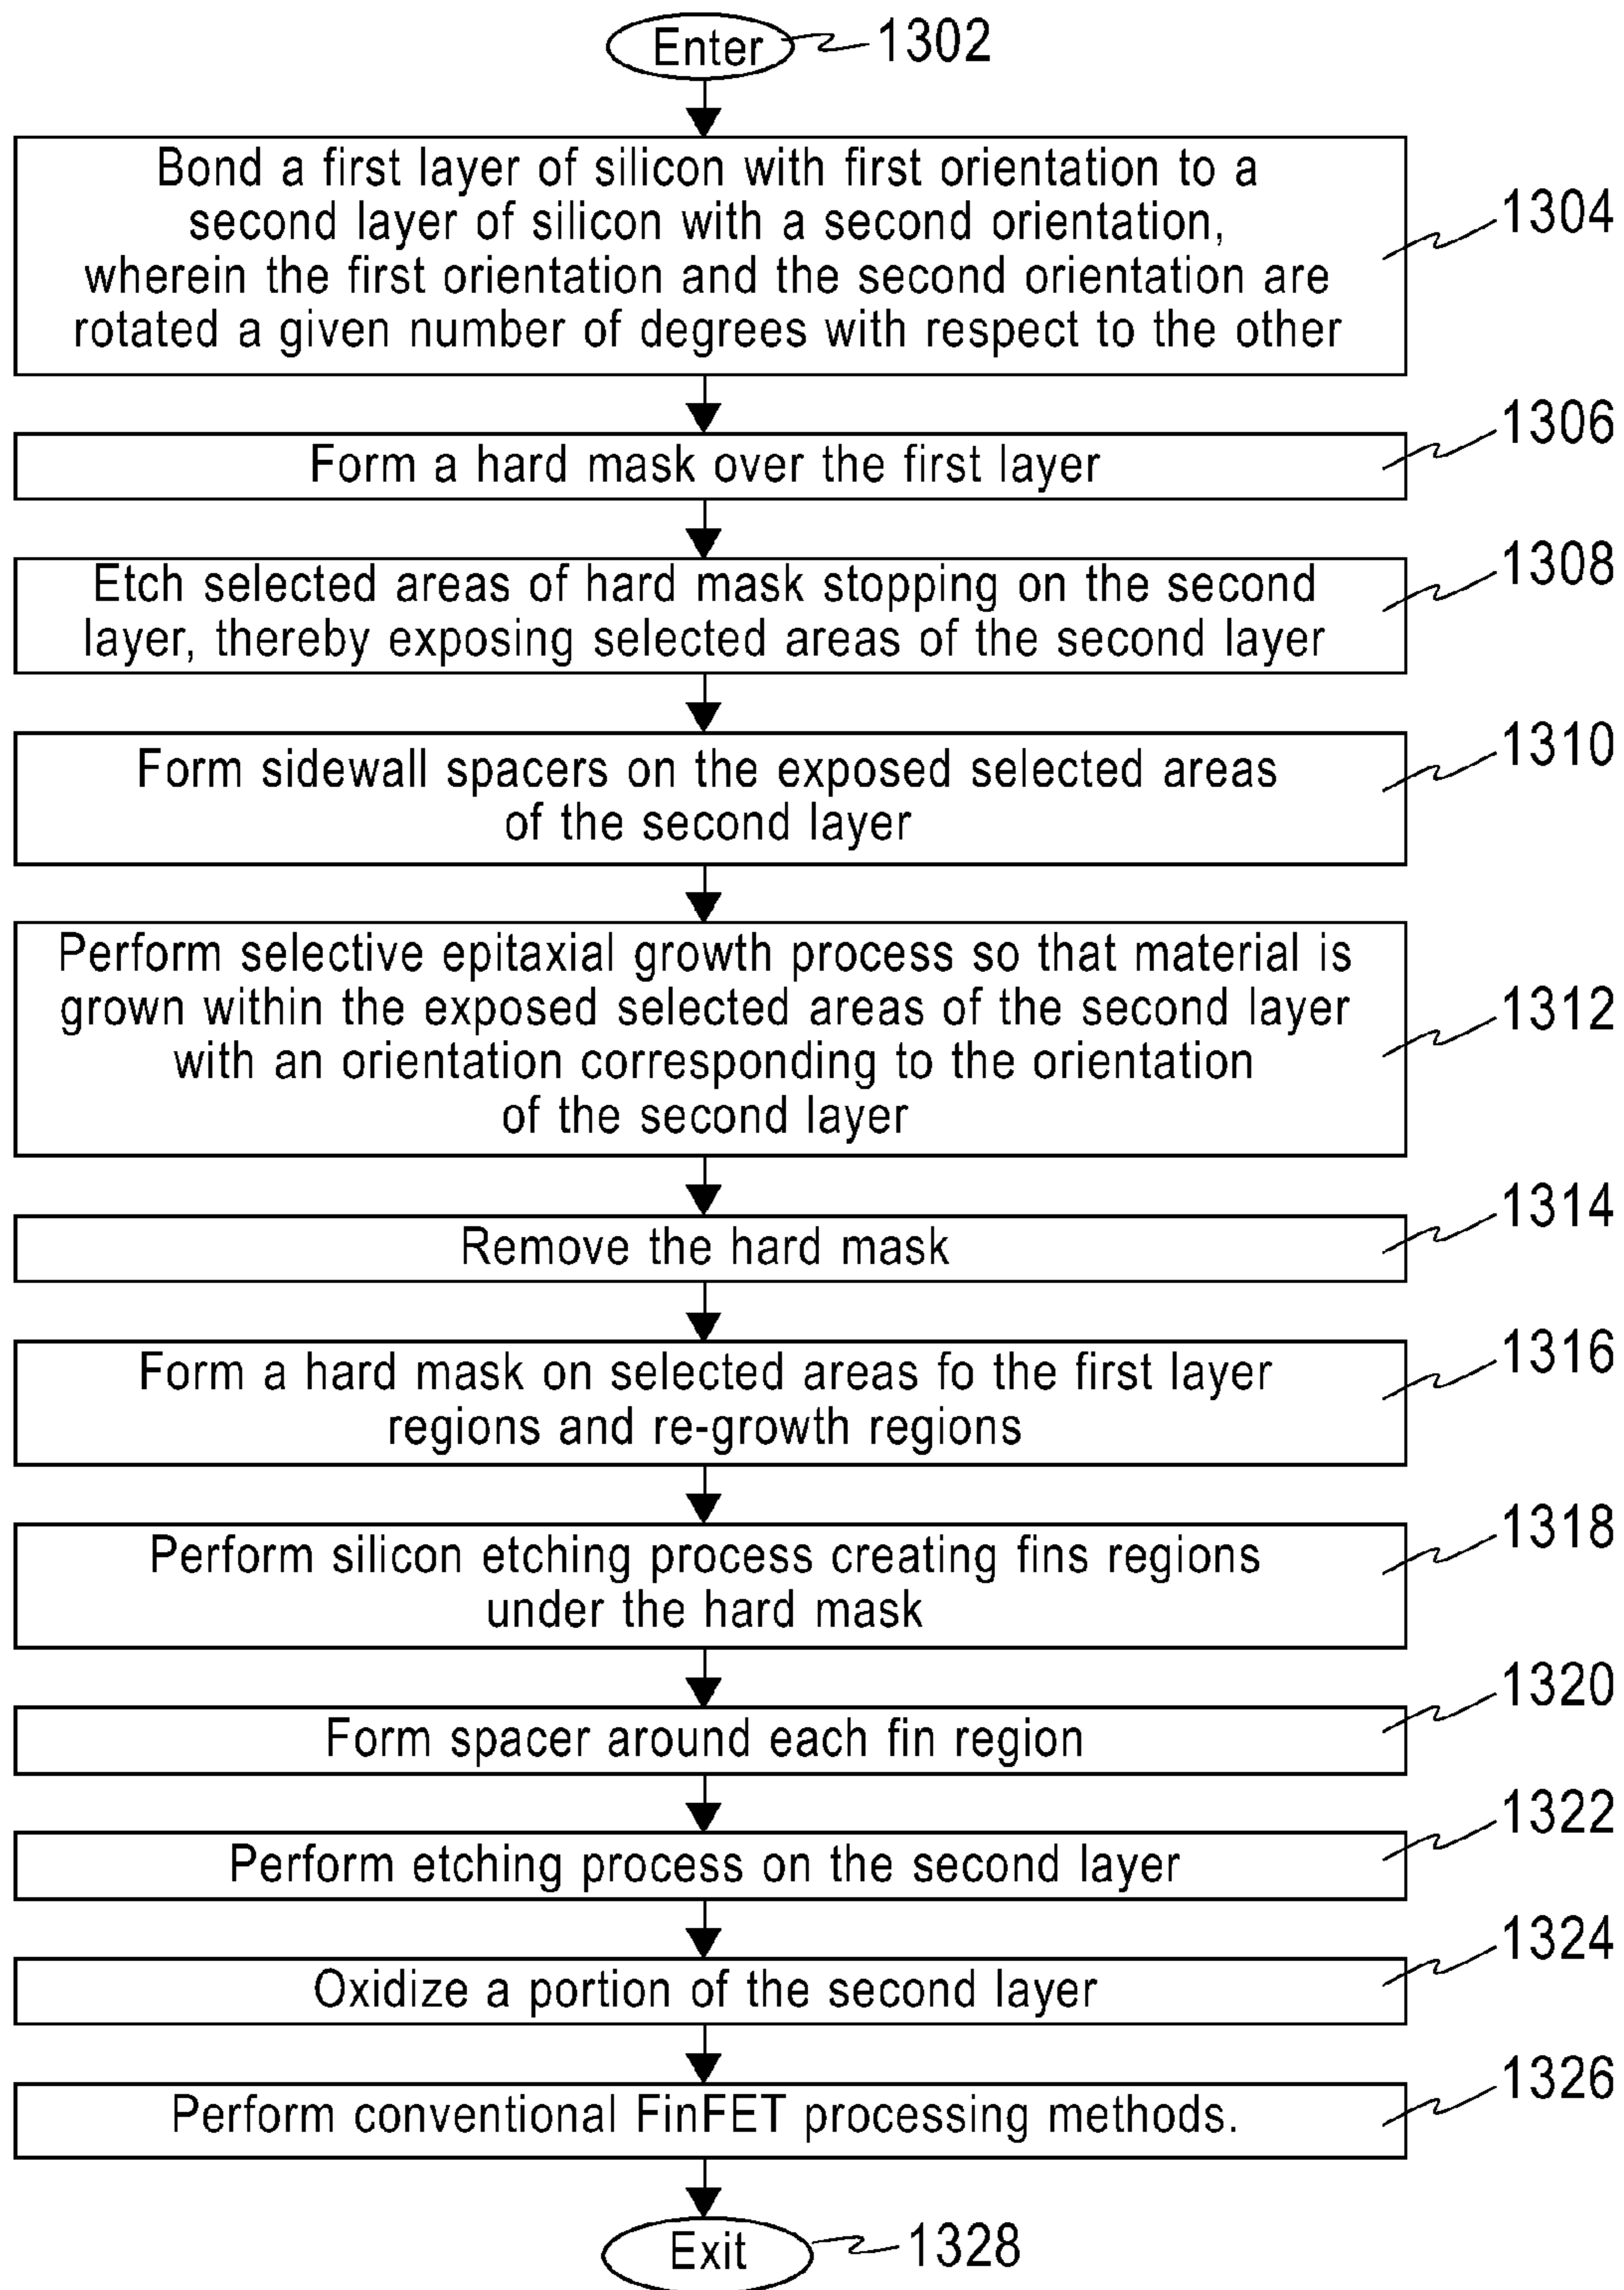 Enter 1302
Bond a first layer of silicon with first orientation to a
second layer of silicon with a second orientation,
wherein the first orientation and the second orientation are
rotated a given number of degrees with respect to the other
1304
Form a hard mask over the first layer
1306
Etch selected areas of hard mask stopping on the second
layer, thereby exposing selected areas of the second layer
1308
Form sidewall spacers on the exposed selected areas
of the second layer
1310
Perform selective epitaxial growth process so that material is
grown within the exposed selected areas of the second layer
with an orientation corresponding to the orientation
of the second layer
1312
Remove the hard mask
1314
Form a hard mask on selected areas fo the first layer
regions and re-growth regions
1316
Perform silicon etching process creating fins regions
under the hard mask
1318
Form spacer around each fin region
1320
Perform etching process on the second layer
1322
Oxidize a portion of the second layer
1324
Perform conventional FinFET processing methods.
1326
Exit 1328